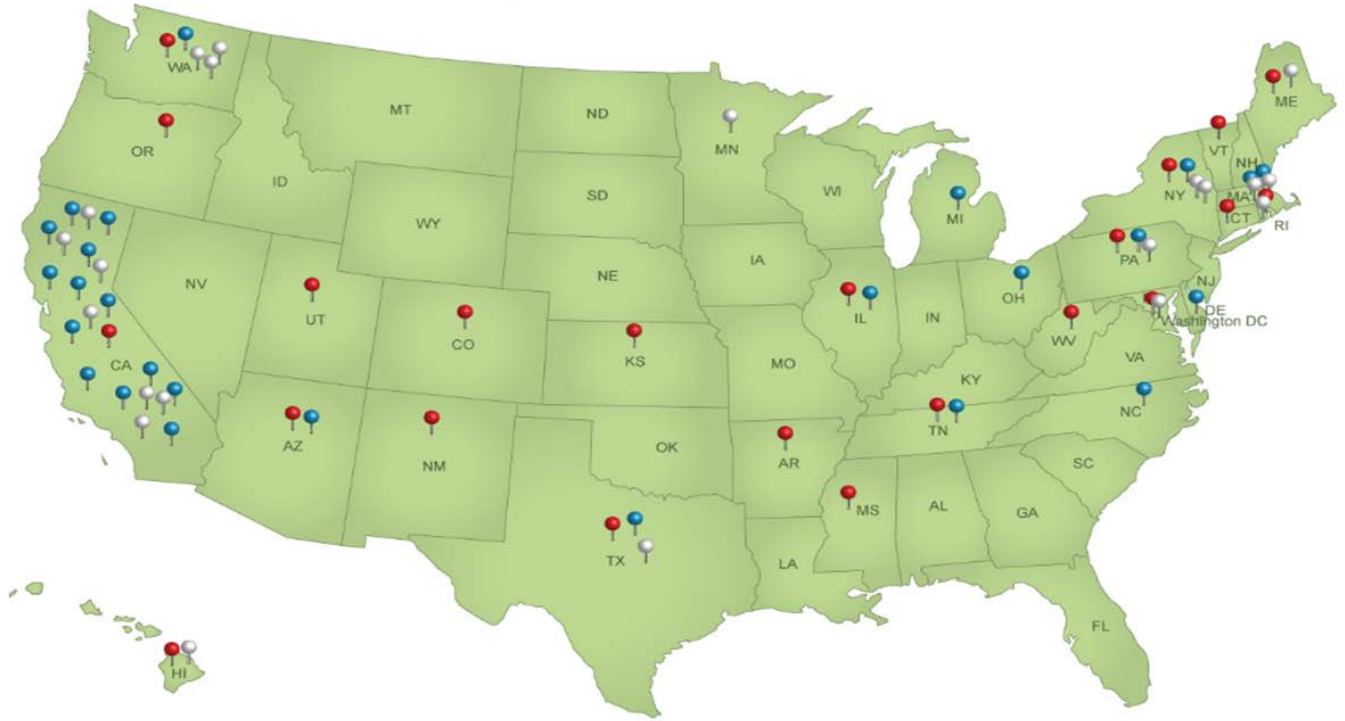 WA
MT
ND
MN
ME
VT
NH
OR
ID
SD
WI
MI
NY
MA
CT
RI
WY
IA
PA
NJ
NV
NE
OH
DE
Washington DC
UT
CO
KS
IL
IN
WV
VA
CA
MO
KY
NC
AZ
NM
OK
AR
TN
SC
MS
AL
GA
TX
LA
FL
HI